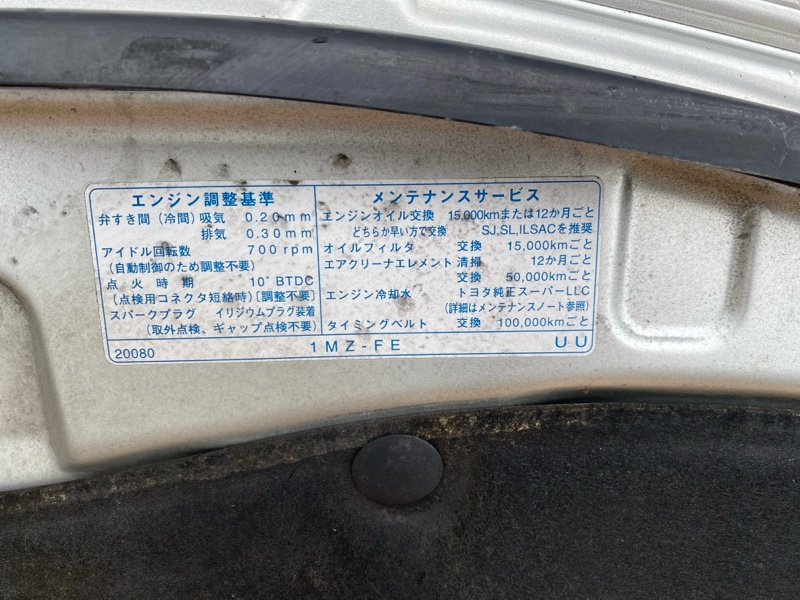 エンジン調整基準
弁すき間（冷間）吸気 0.20mm
排気 0.30mm
アイドル回転数 700rpm
（自動制御のため調整不要）
点火時期 10°BTDC
（点検用コネクタ短絡時）〔調整不要〕
スパークプラグ イリジウムプラグ装着
（取外点検、ギャップ点検不要）
メンテナンスサービス
エンジンオイル交換 15,000kmまたは12か月ごと
どちらか早い方で交換 SJ,SL,ILSACを推奨
オイルフィルタ 交換 15,000kmごと
エアクリーナエレメント 清掃 12か月ごと
交換 50,000kmごと
エンジン冷却水 トヨタ純正スーパーLLC
（詳細はメンテナンスノート参照）
タイミングベルト 交換 100,000kmごと
20080 1MZ-FE UU